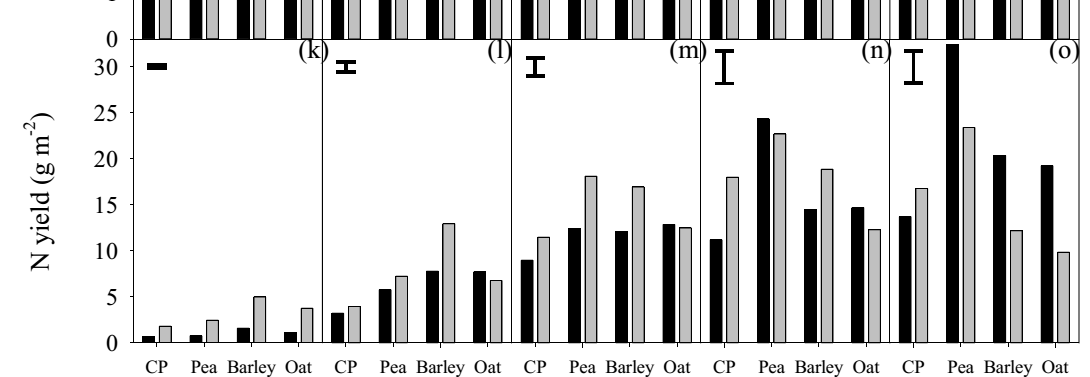 0
(k) (l) (m) (n) (o)
30
25
20
15
10
5
0
N yield (g m⁻²)
CP Pea Barley Oat CP Pea Barley Oat CP Pea Barley Oat CP Pea Barley Oat CP Pea Barley Oat